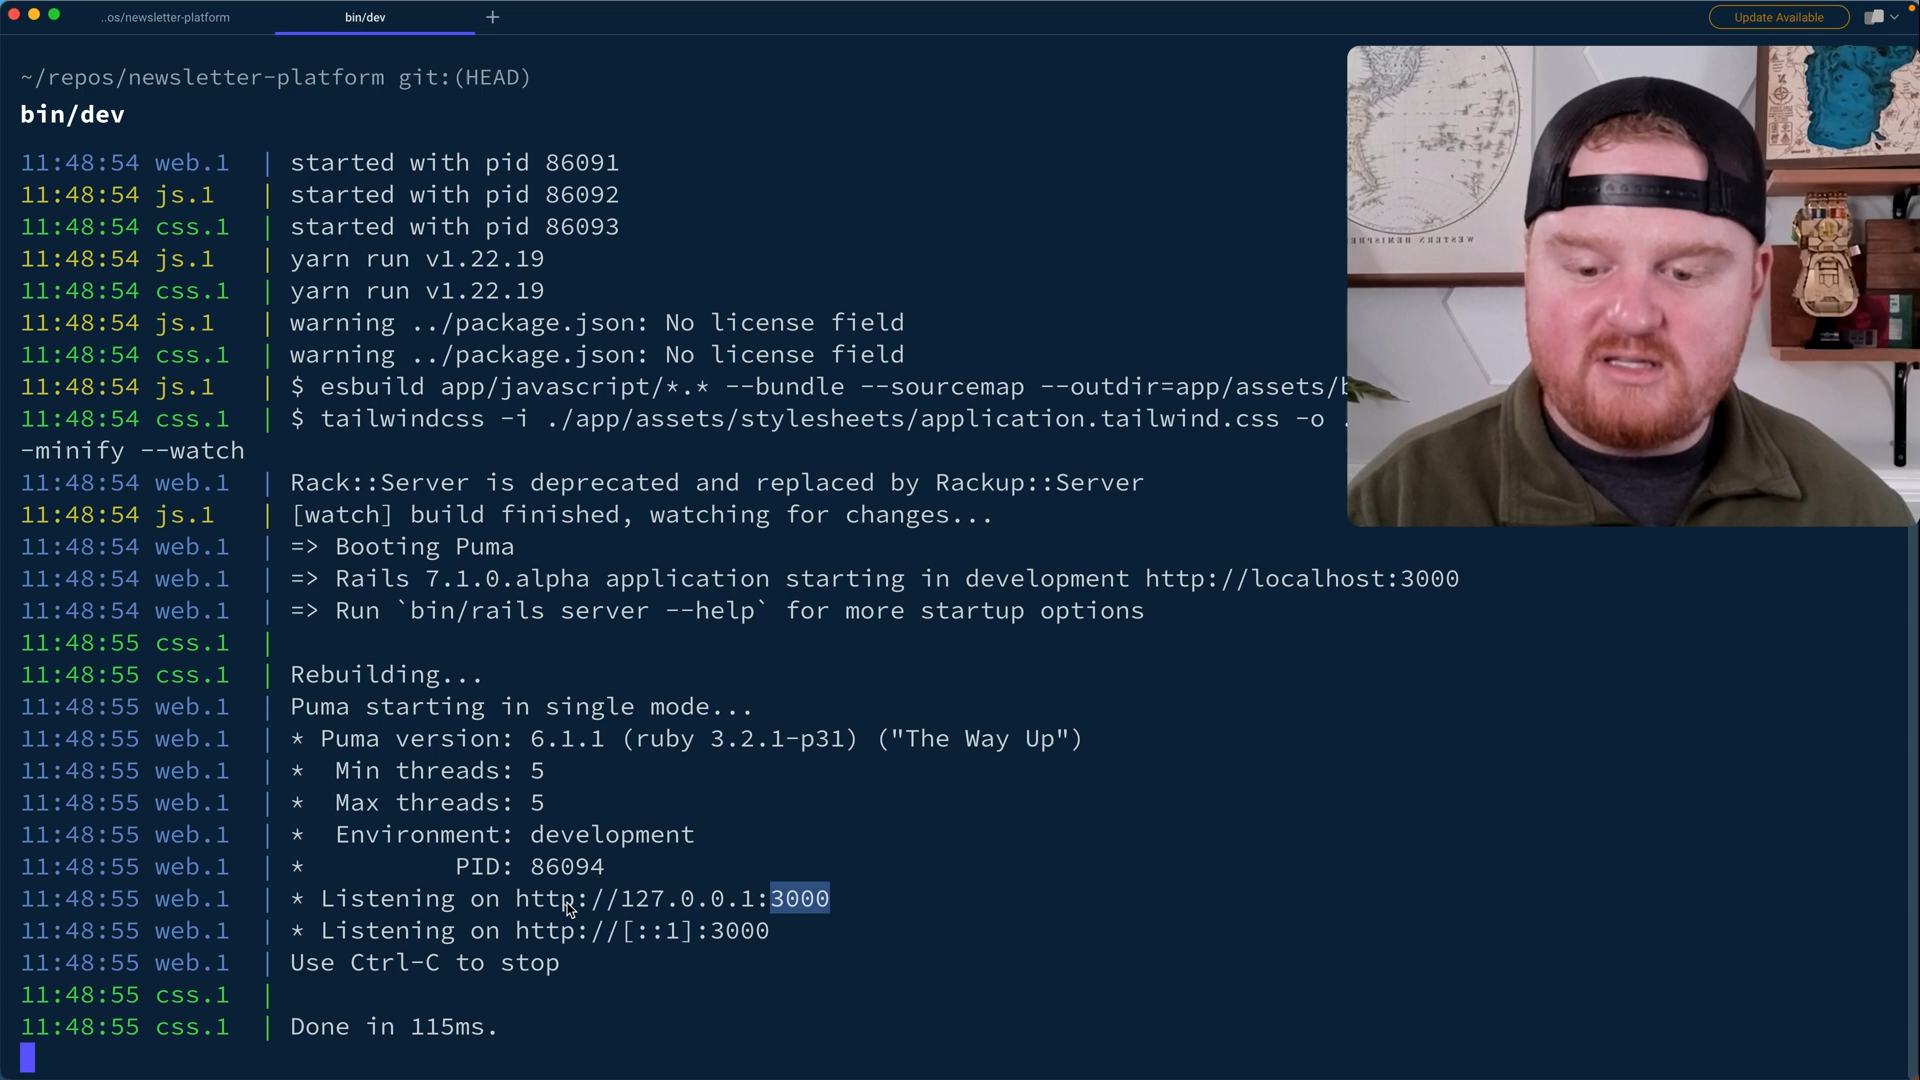 ..os/newsletter-platform
bin/dev
Update Available
~/repos/newsletter-platform git:(HEAD)
bin/dev
11:48:54 web.1 | started with pid 86091
11:48:54 js.1 | started with pid 86092
11:48:54 css.1 | started with pid 86093
11:48:54 js.1 | yarn run v1.22.19
11:48:54 css.1 | yarn run v1.22.19
11:48:54 js.1 | warning ../package.json: No license field
11:48:54 css.1 | warning ../package.json: No license field
11:48:54 js.1 | $ esbuild app/javascript/*.* --bundle --sourcemap --outdir=app/assets/
11:48:54 css.1 | $ tailwindcss -i ./app/assets/stylesheets/application.tailwind.css -o .
-minify --watch
11:48:54 web.1 | Rack::Server is deprecated and replaced by Rackup::Server
11:48:54 js.1 | [watch] build finished, watching for changes...
11:48:54 web.1 | => Booting Puma
11:48:54 web.1 | => Rails 7.1.0.alpha application starting in development http://localhost:3000
11:48:54 web.1 | => Run `bin/rails server --help` for more startup options
11:48:55 css.1 |
11:48:55 css.1 | Rebuilding...
11:48:55 web.1 | Puma starting in single mode...
11:48:55 web.1 | * Puma version: 6.1.1 (ruby 3.2.1-p31) ("The Way Up")
11:48:55 web.1 | * Min threads: 5
11:48:55 web.1 | * Max threads: 5
11:48:55 web.1 | * Environment: development
11:48:55 web.1 | * PID: 86094
11:48:55 web.1 | * Listening on http://127.0.0.1:3000
11:48:55 web.1 | * Listening on http://[::1]:3000
11:48:55 web.1 | Use Ctrl-C to stop
11:48:55 css.1 |
11:48:55 css.1 | Done in 115ms.
WESTERN HEMISPHERE